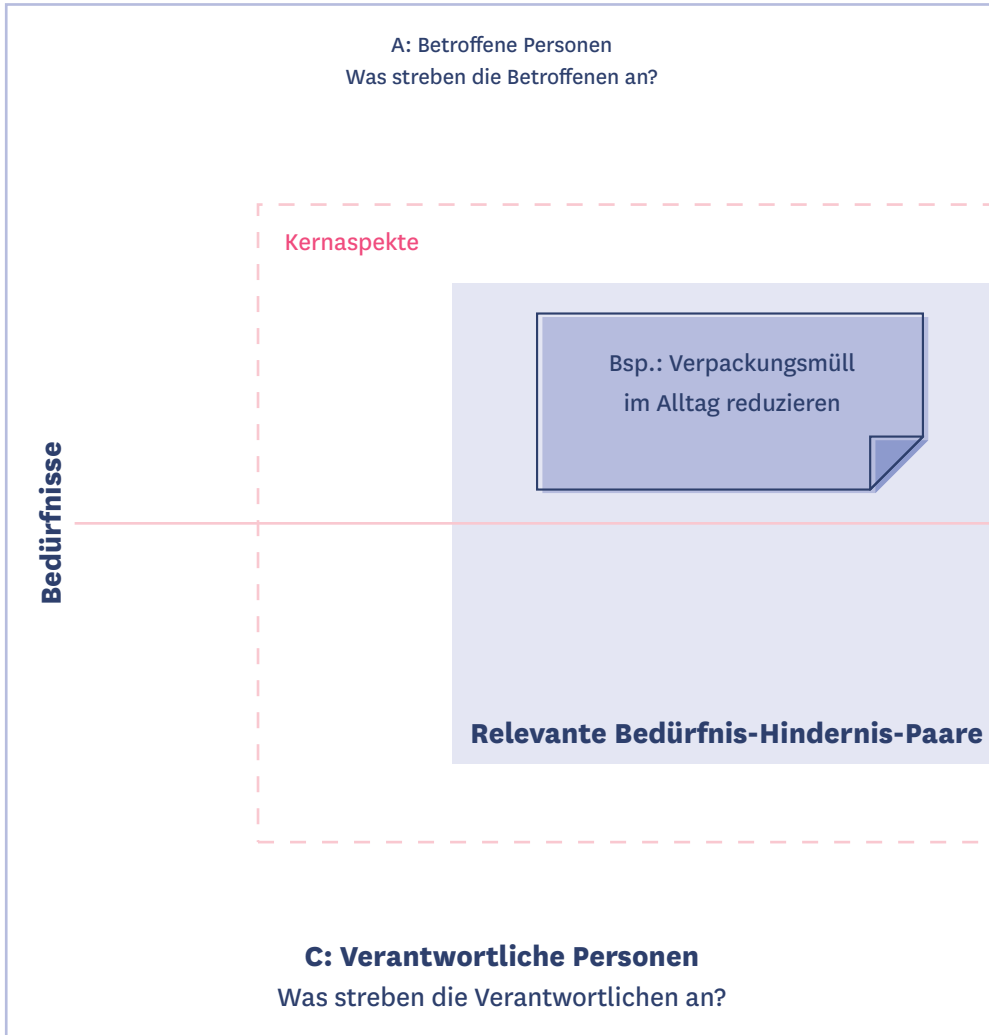 A: Betroffene Personen
Was streben die Betroffenen an?
Kernaspekte
Bsp.: Verpackungsmüll
im Alltag reduzieren
Bedürfnisse
Relevante Bedürfnis-Hindernis-Paare
C: Verantwortliche Personen
Was streben die Verantwortlichen an?